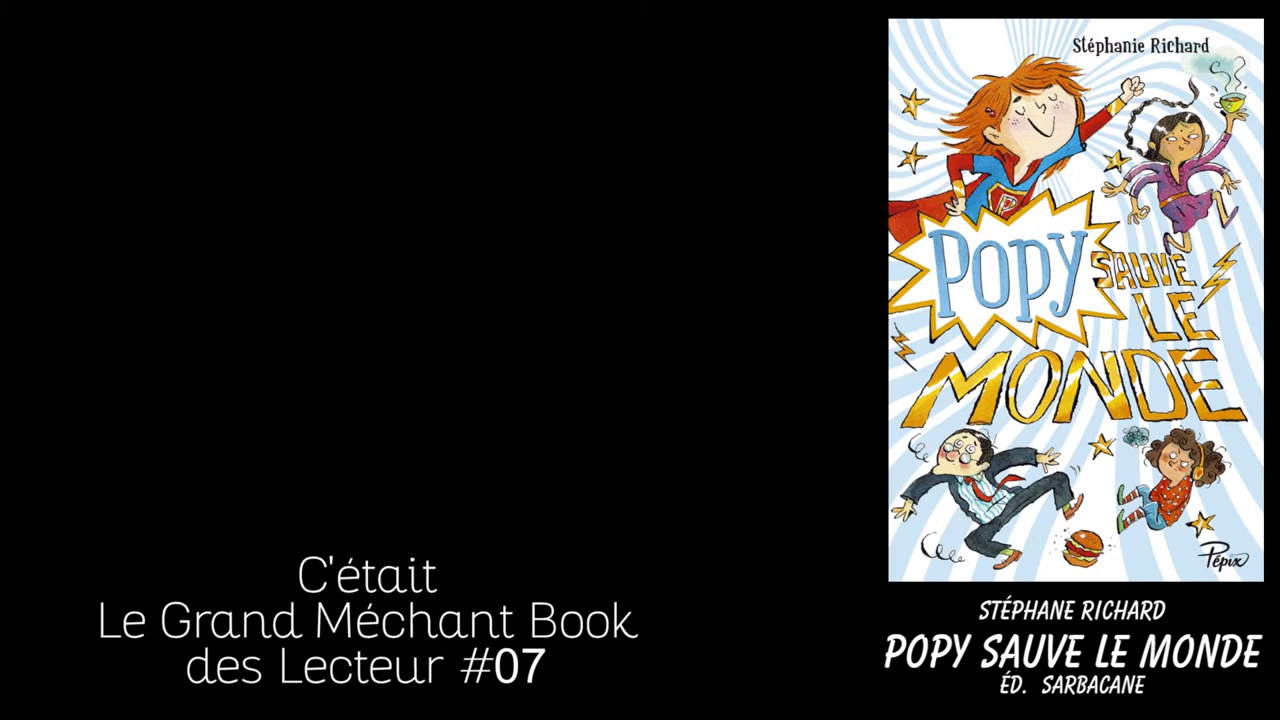 C'était
Le Grand Méchant Book
des Lecteur #07
Stéphanie Richard
P
Popy
SAUVE
LE
MONDE
Pépix
STÉPHANE RICHARD
POPY SAUVE LE MONDE
ÉD. SARBACANE